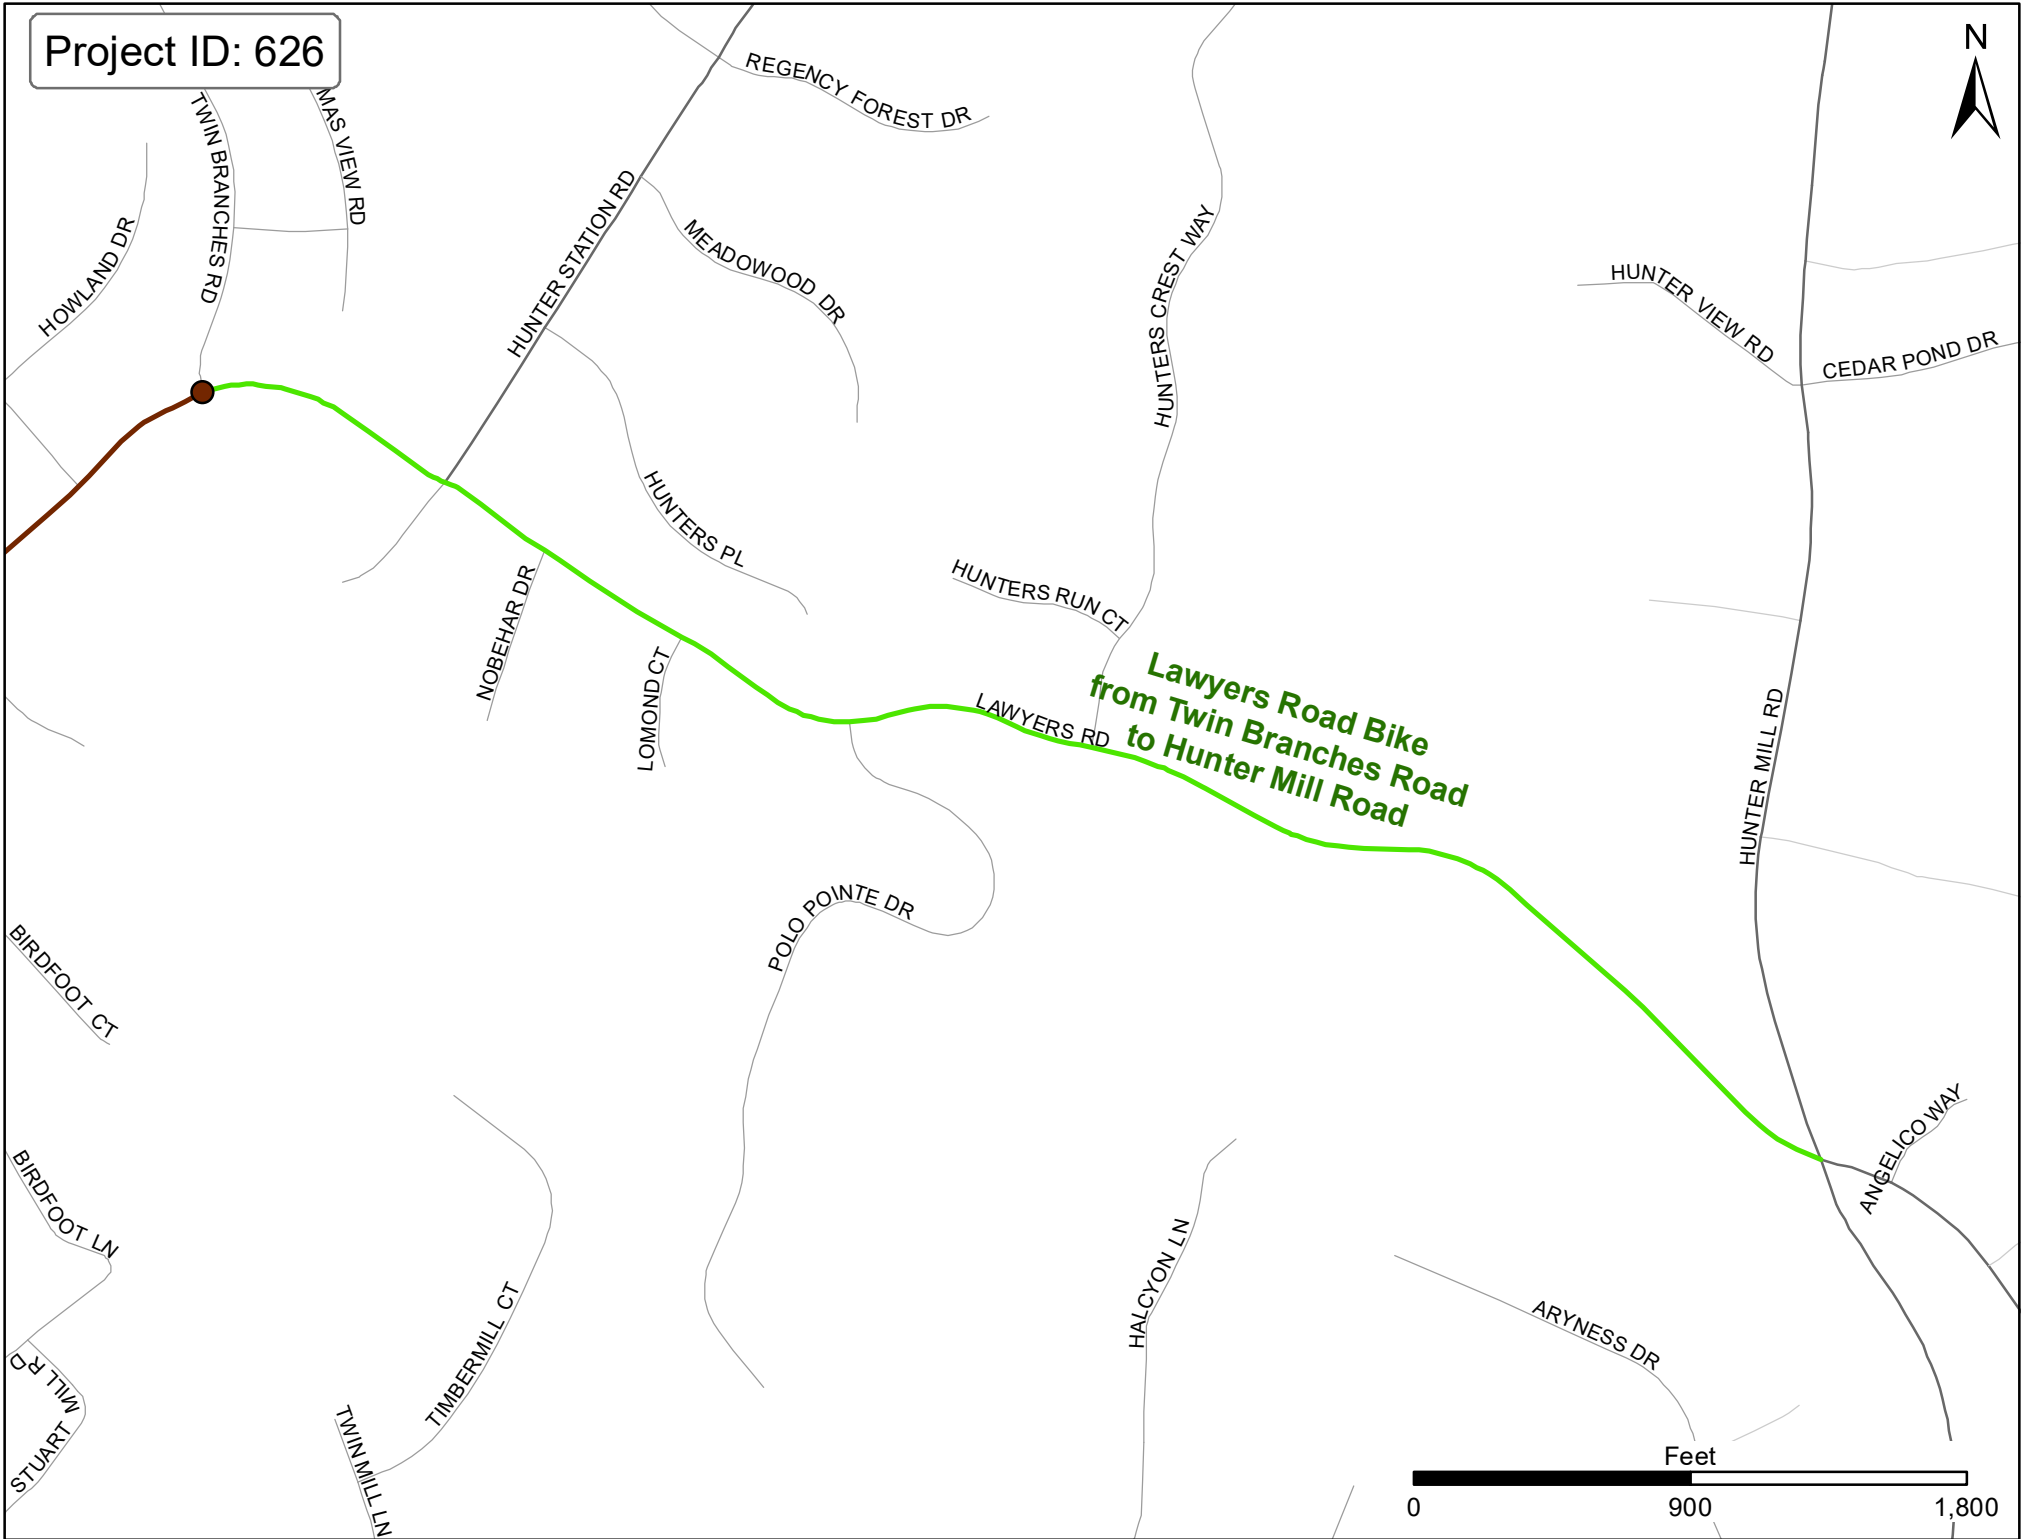 Project ID: 626
N
REGENCY FOREST DR
TWIN BRANCHES RD
MAS VIEW RD
HOWLAND DR
HUNTER STATION RD
MEADOWOOD DR
HUNTERS CREST WAY
HUNTER VIEW RD
CEDAR POND DR
HUNTERS PL
HUNTERS RUN CT
NOBEHAR DR
LOMOND CT
LAWYERS RD
Lawyers Road Bike
from Twin Branches Road
to Hunter Mill Road
HUNTER MILL RD
POLO POINTE DR
BIRDFOOT CT
ANGELICO WAY
BIRDFOOT LN
HALCYON LN
TIMBERMILL CT
ARYNESS DR
STUART MILL RD
TWIN MILL LN
Feet
0 900 1,800